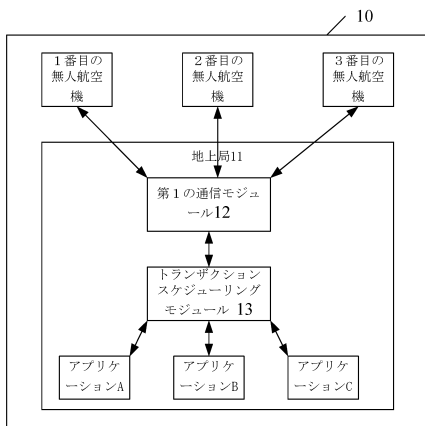 10
1番目の
無人航空
機
2番目の
無人航空
機
3番目の
無人航空
機
地上局11
第1の通信モジュ
ール12
トランザクション
スケジューリング
モジュール 13
アプリケ
ーションA
アプリケ
ーションB
アプリケ
ーションC